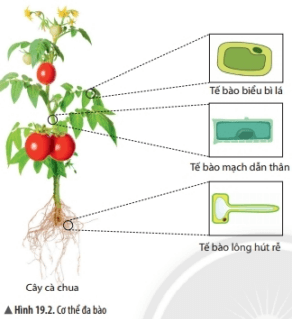 Tế bào biểu bì lá
Tế bào mạch dẫn thân
Tế bào lông hút rễ
Cây cà chua
▲ Hình 19.2. Cơ thể đa bào